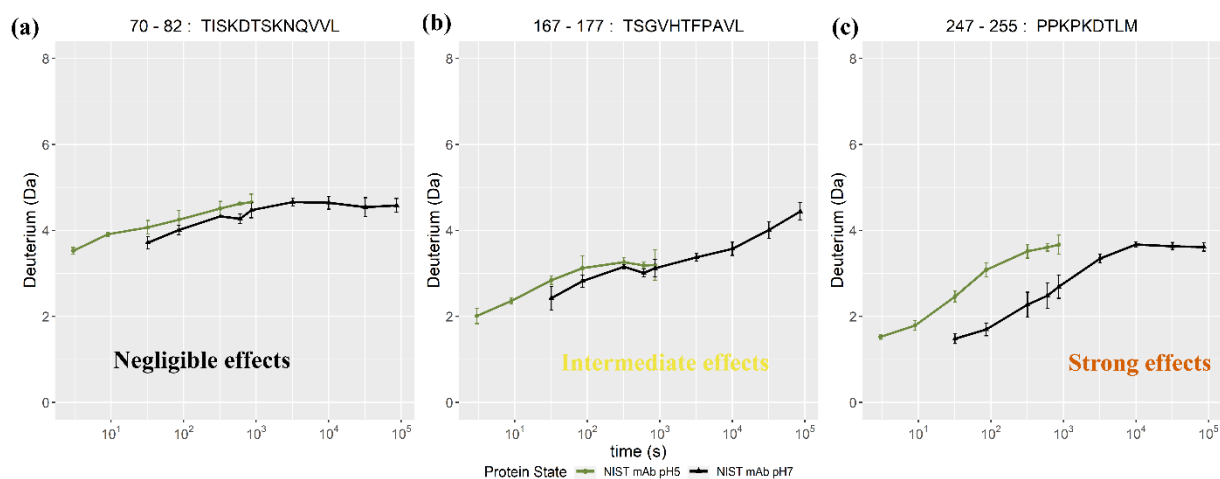 (a) 70 - 82 : TISKDTSKNQVVL
(b) 167 - 177 : TSGVHTFPAVL
(c) 247 - 255 : PPKPKDTLM
Deuterium (Da)
8
6
4
2
0
10¹ 10² 10³ 10⁴ 10⁵
Negligible effects
Deuterium (Da)
8
6
4
2
0
10¹ 10² 10³ 10⁴ 10⁵
Intermediate effects
Deuterium (Da)
8
6
4
2
0
10¹ 10² 10³ 10⁴ 10⁵
Strong effects
time (s)
Protein State NIST mAb pH5 NIST mAb pH7